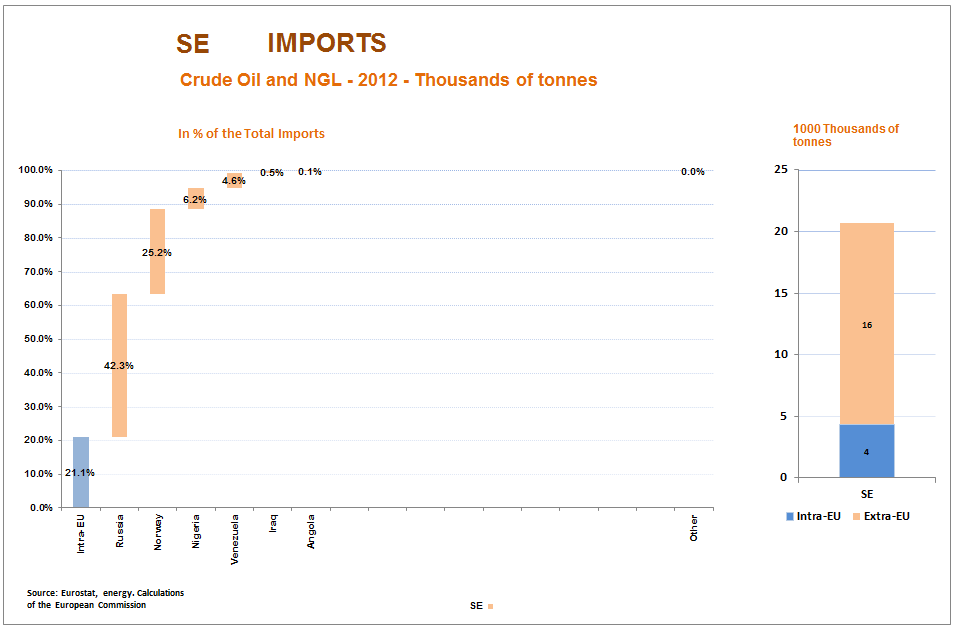 SE IMPORTS
Crude Oil and NGL - 2012 - Thousands of tonnes
In % of the Total Imports
100.0%
90.0%
80.0%
70.0%
60.0%
50.0%
40.0%
30.0%
20.0%
10.0%
0.0%
21.1%
42.3%
25.2%
6.2%
4.6%
0.5%
0.1%
0.0%
Intra-EU
Russia
Norway
Nigeria
Venezuela
Iraq
Angola
Other
SE
Source: Eurostat, energy. Calculations
of the European Commission
1000 Thousands of
tonnes
25
20
15
10
5
0
16
4
SE
Intra-EU Extra-EU